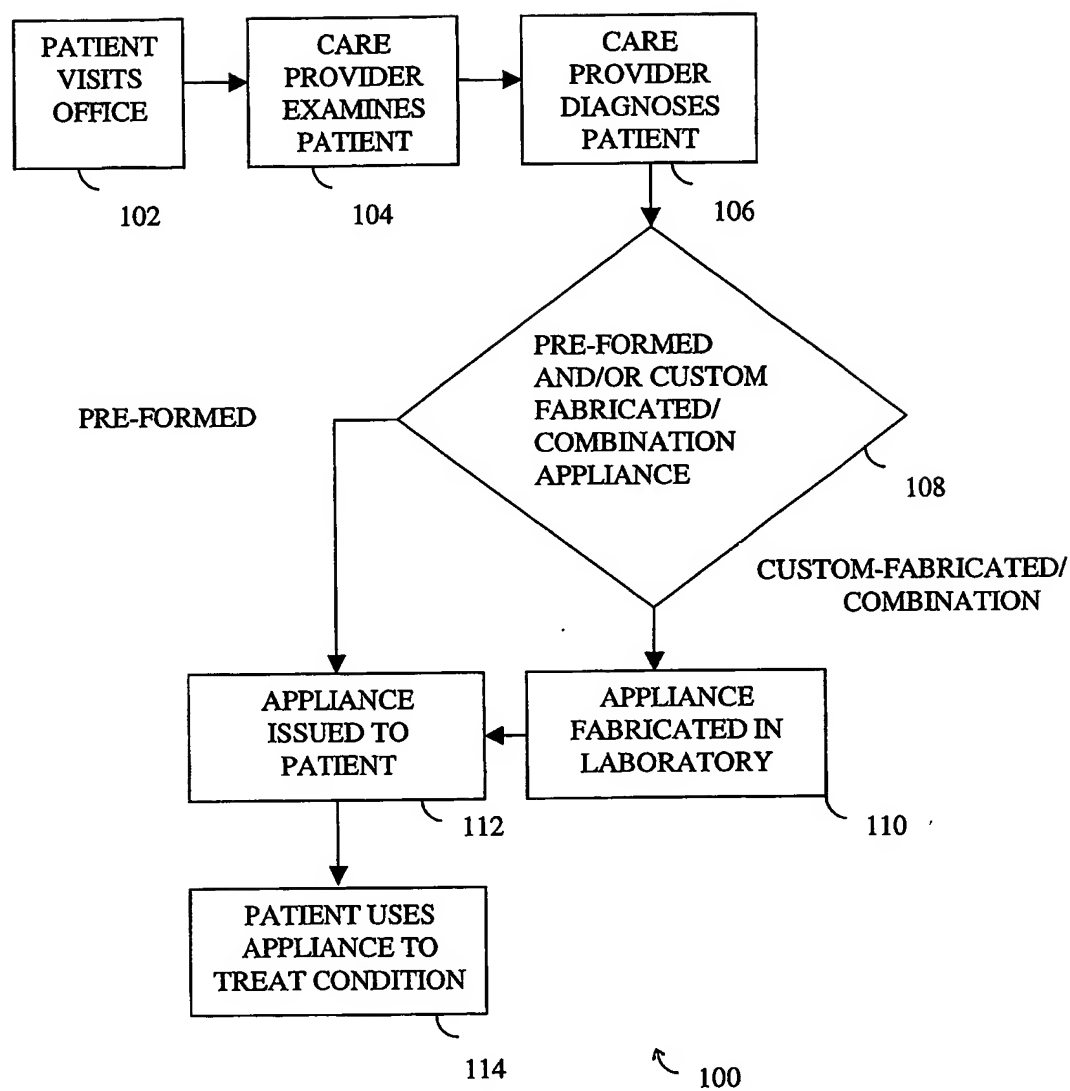 PATIENT
VISITS
OFFICE
102
CARE
PROVIDER
EXAMINES
PATIENT
104
CARE
PROVIDER
DIAGNOSES
PATIENT
106
PRE-FORMED
AND/OR CUSTOM
FABRICATED/
COMBINATION
APPLIANCE
108
PRE-FORMED
CUSTOM-FABRICATED/
COMBINATION
APPLIANCE
FABRICATED IN
LABORATORY
110
APPLIANCE
ISSUED TO
PATIENT
112
PATIENT USES
APPLIANCE TO
TREAT CONDITION
114
100